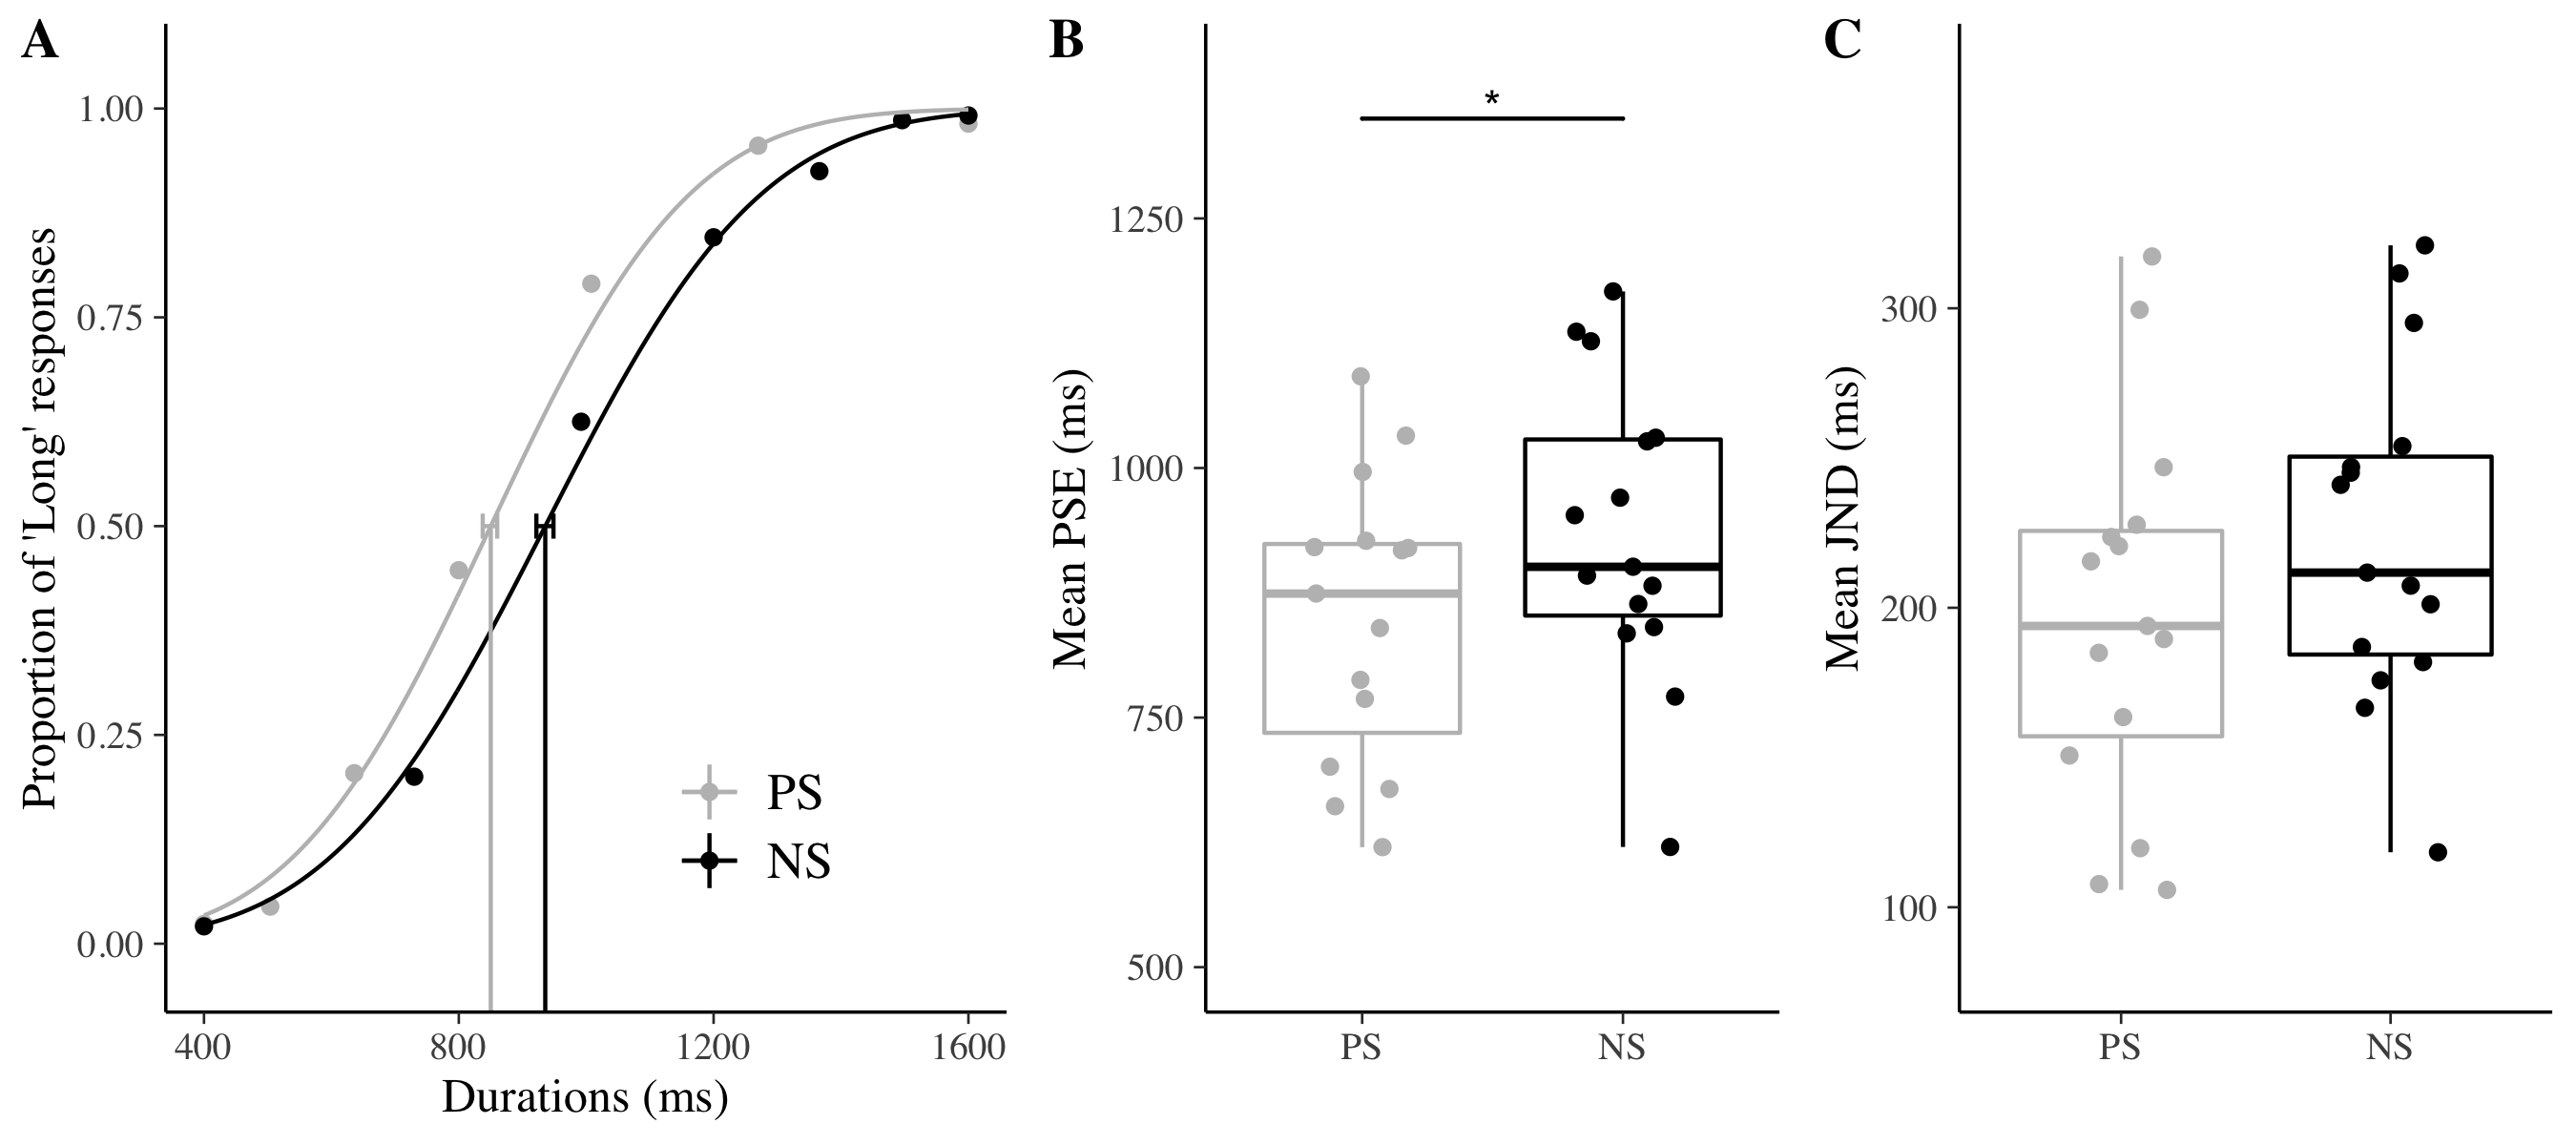 A
Proportion of 'Long' responses
1.00
0.75
0.50
0.25
0.00
400 800 1200 1600
Durations (ms)
PS
NS
B
Mean PSE (ms)
*
1250
1000
750
500
PS NS
C
Mean JND (ms)
300
200
100
PS NS